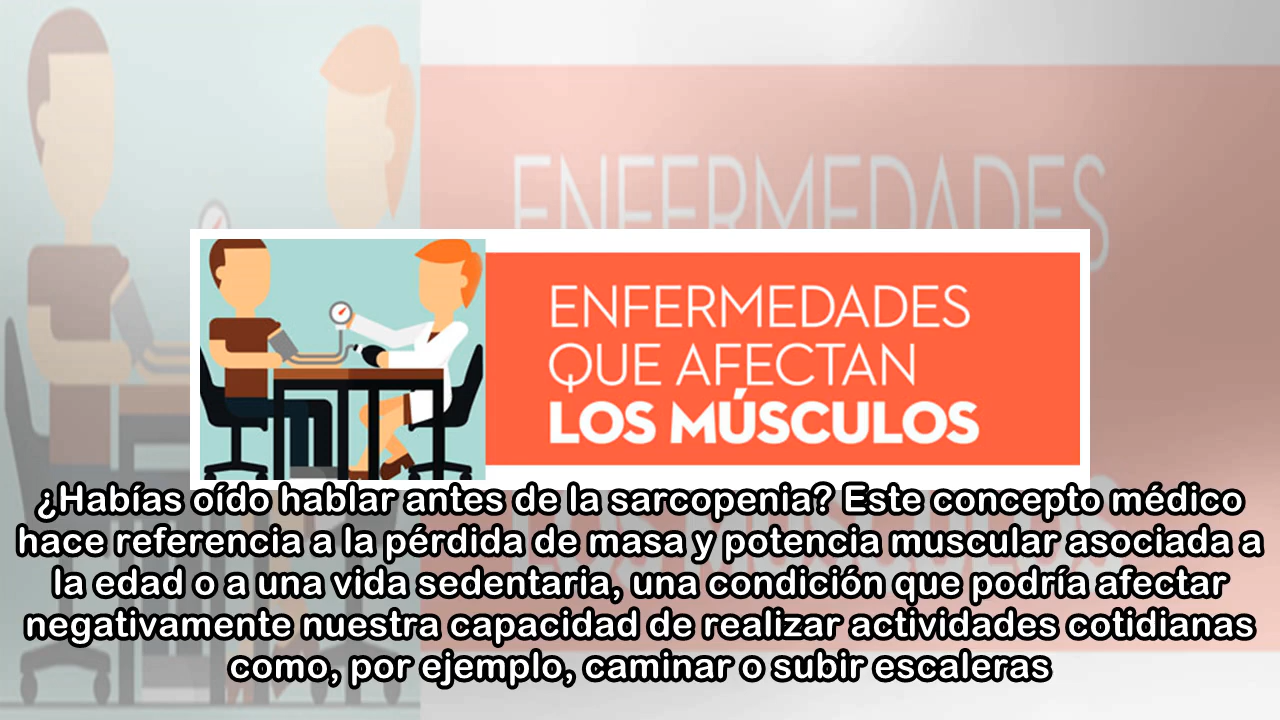 ENFERMEDADES
ENFERMEDADES
QUE AFECTAN
LOS MÚSCULOS
¿Habías oído hablar antes de la sarcopenia? Este concepto médico
hace referencia a la pérdida de masa y potencia muscular asociada a
la edad o a una vida sedentaria, una condición que podría afectar
negativamente nuestra capacidad de realizar actividades cotidianas
como, por ejemplo, caminar o subir escaleras